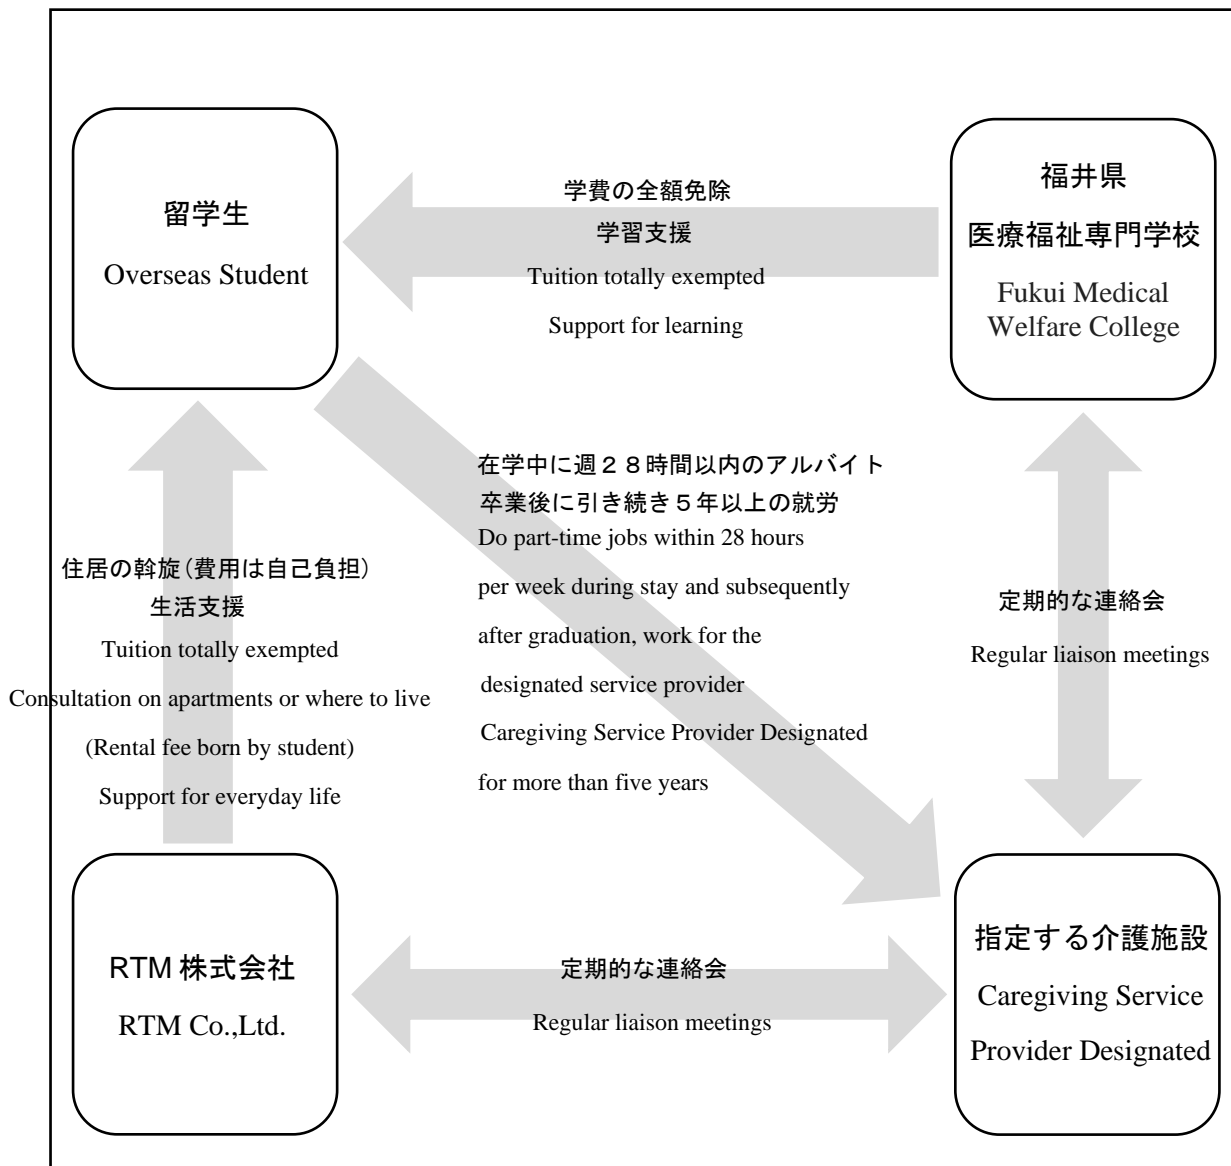 留学生
Overseas Student
学費の全額免除
学習支援
Tuition totally exempted
Support for learning
福井県
医療福祉専門学校
Fukui Medical
Welfare College
在学中に週２８時間以内のアルバイト
卒業後に引き続き５年以上の就労
Do part-time jobs within 28 hours
per week during stay and subsequently
after graduation, work for the
designated service provider
Caregiving Service Provider Designated
for more than five years
住居の斡旋(費用は自己負担)
生活支援
Tuition totally exempted
Consultation on apartments or where to live
(Rental fee born by student)
Support for everyday life
定期的な連絡会
Regular liaison meetings
RTM 株式会社
RTM Co.,Ltd.
定期的な連絡会
Regular liaison meetings
指定する介護施設
Caregiving Service
Provider Designated